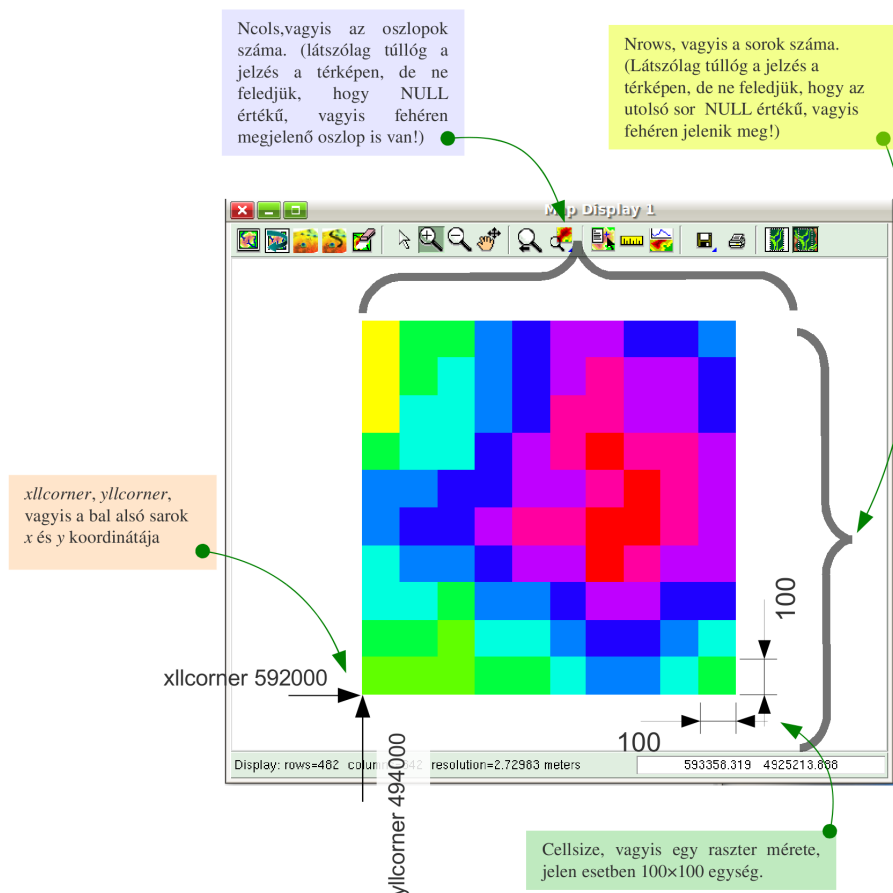 Ncols,vagyis az oszlopok
száma. (látszólag túllóg a
jelzés a térképen, de ne
feledjük, hogy NULL
értékű, vagyis fehéren
megjelenő oszlop is van!)
Nrows, vagyis a sorok száma.
(Látszólag túllóg a jelzés a
térképen, de ne feledjük, hogy az
utolsó sor NULL értékű, vagyis
fehéren jelenik meg!)
Map Display 1
xllcorner, yllcorner,
vagyis a bal alsó sarok
x és y koordinátája
100
xllcorner 592000
100
yllcorner 494000
Display: rows=482 resolution=2.72983 meters
593358.319 4925213.888
Cellsize, vagyis egy raszter mérete,
jelen esetben 100×100 egység.